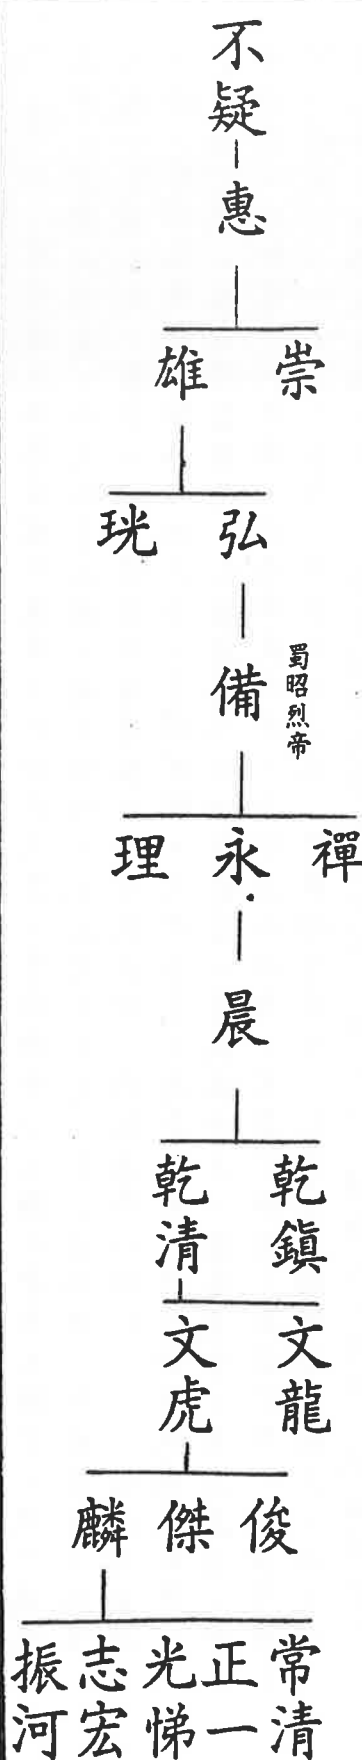 不疑
惠
崇
雄
弘
珖
蜀昭烈帝
備
禪
永
理
晨
乾鎮
乾清
文龍
文虎
俊
傑
麟
常清
正一
光悌
志宏
振河